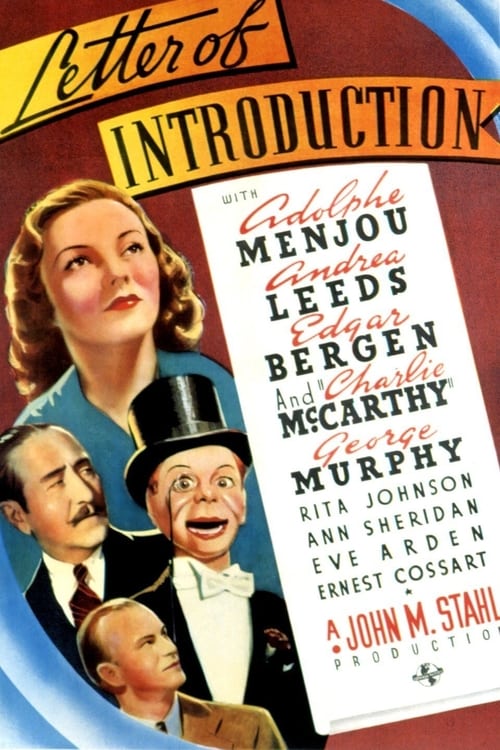 Letter of
INTRODUCTION
WITH
Adolphe
MENJOU
Andrea
LEEDS
Edgar
BERGEN
And "Charlie
McCARTHY"
George
MURPHY
RITA JOHNSON
ANN SHERIDAN
EVE ARDEN
ERNEST COSSART
A JOHN M. STAHL
PRODUCTION